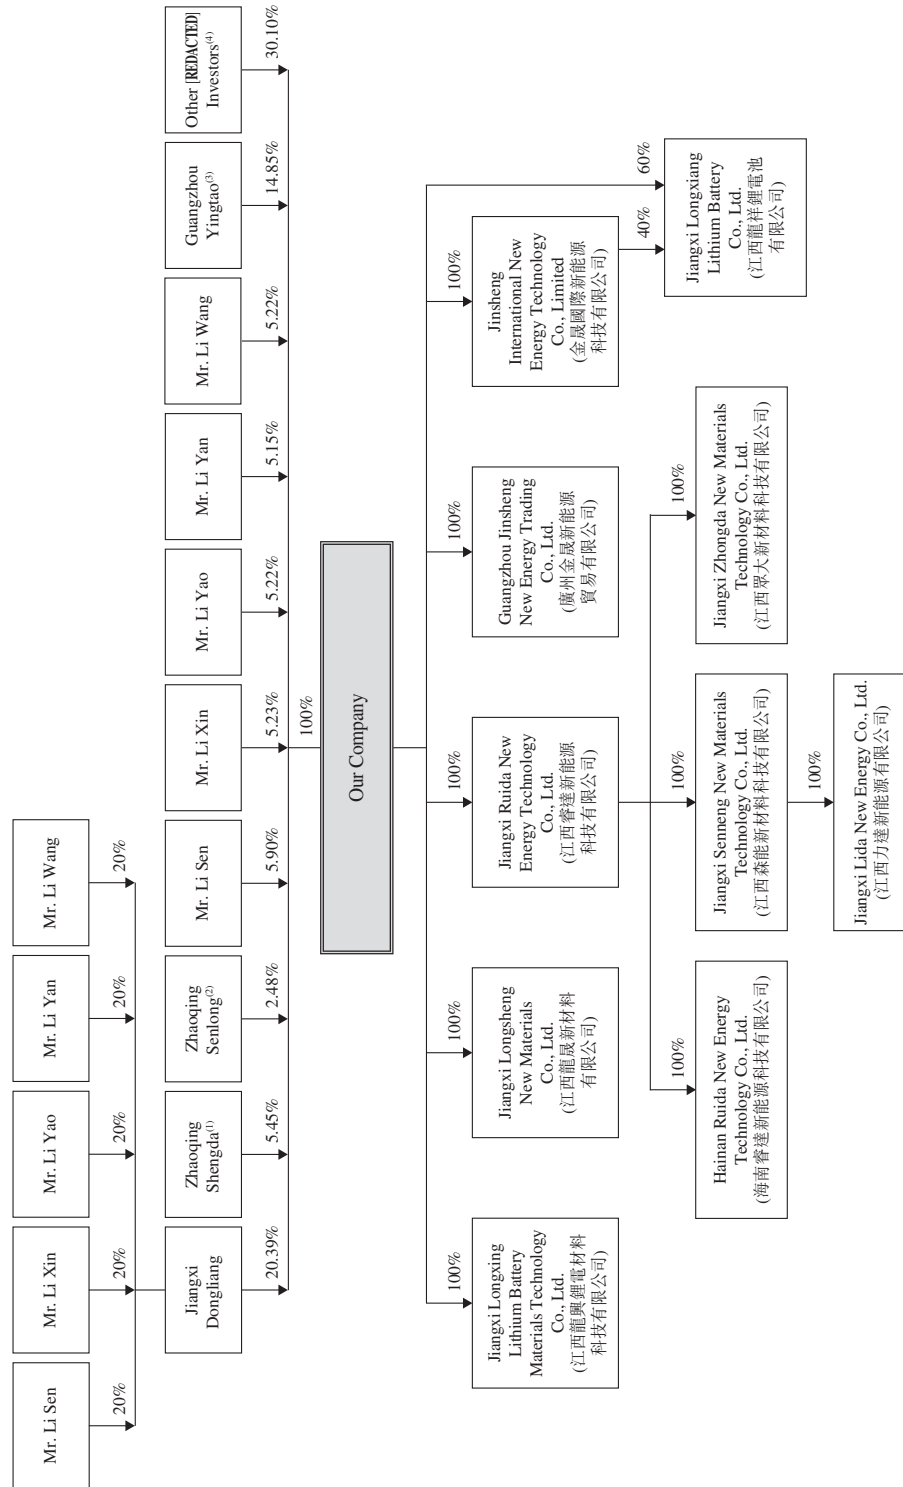 Mr. Li Sen
Mr. Li Xin
Mr. Li Yao
Mr. Li Yan
Mr. Li Wang
20%
20%
20%
20%
20%
Jiangxi
Dongliang
Zhaoqing
Shengda(1)
Zhaoqing
Senlong(2)
Mr. Li Sen
Mr. Li Xin
Mr. Li Yao
Mr. Li Yan
Mr. Li Wang
Guangzhou
Yingtao(3)
Other [REDACTED]
Investors(4)
20.39%
5.45%
2.48%
5.90%
5.23%
5.22%
5.15%
5.22%
14.85%
30.10%
100%
Our Company
100%
100%
100%
100%
100%
Jiangxi Longxing
Lithium Battery
Materials Technology
Co., Ltd.
(江西龍興鋰電材料
科技有限公司)
Jiangxi Longsheng
New Materials
Co., Ltd.
(江西龍晟新材料
有限公司)
Jiangxi Ruida New
Energy Technology
Co., Ltd.
(江西睿達新能源
科技有限公司)
Guangzhou Jinsheng
New Energy Trading
Co., Ltd.
(廣州金晟新能源
貿易有限公司)
Jinsheng
International New
Energy Technology
Co., Limited
(金晟國際新能源
科技有限公司)
40%
60%
Jiangxi Longxiang
Lithium Battery
Co., Ltd.
(江西龍祥鋰電池
有限公司)
100%
100%
100%
Hainan Ruida New Energy
Technology Co., Ltd.
(海南睿達新能源科技有限公司)
Jiangxi Senneng New Materials
Technology Co., Ltd.
(江西森能新材料科技有限公司)
Jiangxi Zhongda New Materials
Technology Co., Ltd.
(江西眾大新材料科技有限公司)
100%
Jiangxi Lida New Energy Co., Ltd.
(江西力達新能源有限公司)